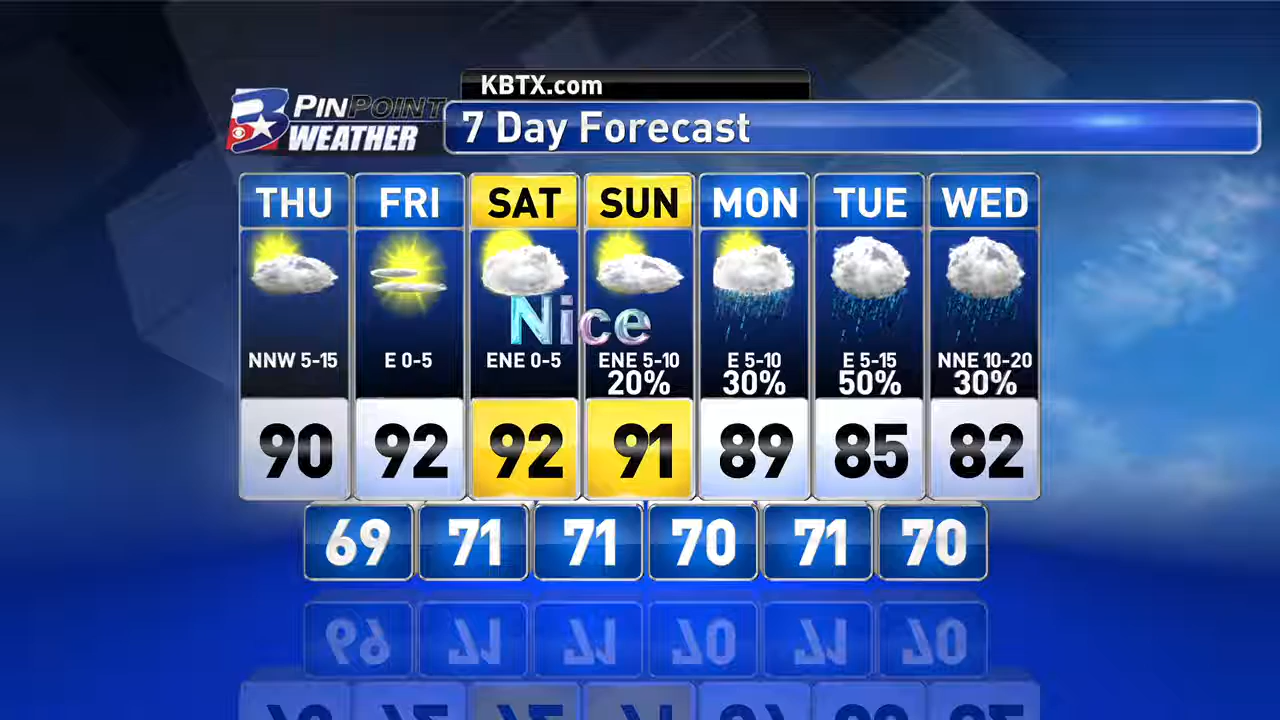 KBTX.com
3 PINPOINT
WEATHER
7 Day Forecast
THU FRI SAT SUN MON TUE WED
Nice
NNW 5-15 E 0-5 ENE 0-5 ENE 5-10 E 5-10 E 5-15 NNE 10-20
20% 30% 50% 30%
90 92 92 91 89 85 82
69 71 71 70 71 70